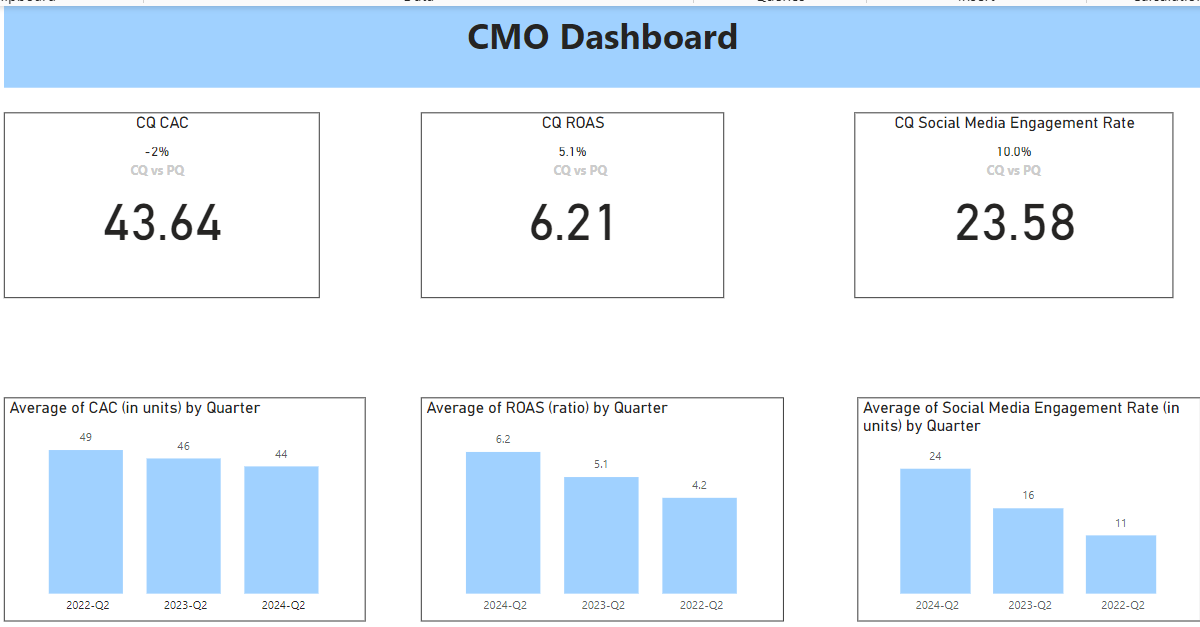 CMO Dashboard
CQ CAC
-2%
CQ vs PQ
43.64
CQ ROAS
5.1%
CQ vs PQ
6.21
CQ Social Media Engagement Rate
10.0%
CQ vs PQ
23.58
Average of CAC (in units) by Quarter
49
46
44
2022-Q2
2023-Q2
2024-Q2
Average of ROAS (ratio) by Quarter
6.2
5.1
4.2
2024-Q2
2023-Q2
2022-Q2
Average of Social Media Engagement Rate (in
units) by Quarter
24
16
11
2024-Q2
2023-Q2
2022-Q2